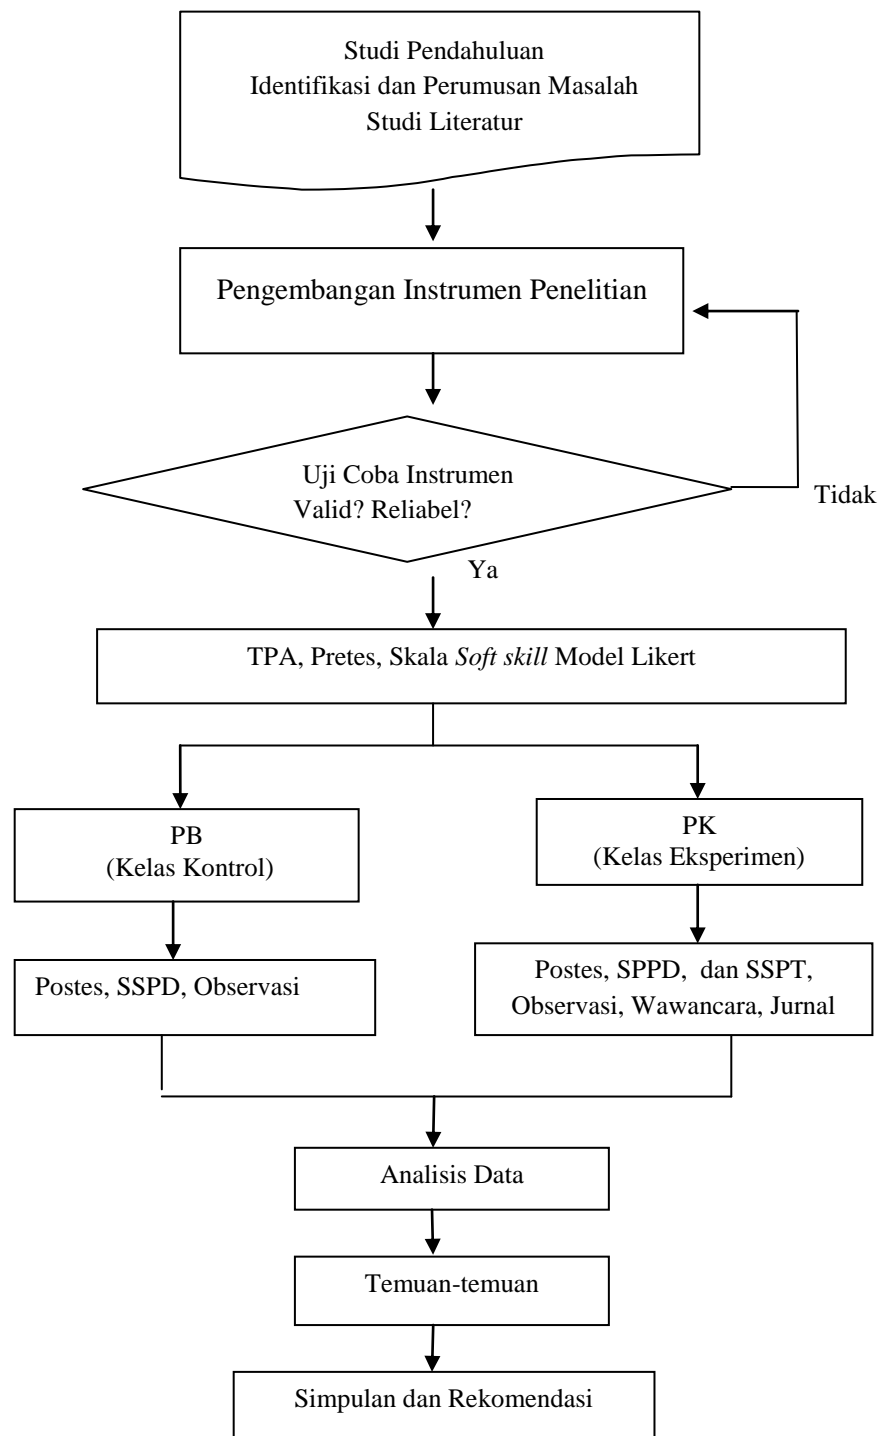 Studi Pendahuluan
Identifikasi dan Perumusan Masalah
Studi Literatur
Pengembangan Instrumen Penelitian
Uji Coba Instrumen
Valid? Reliabel?
Tidak
Ya
TPA, Pretes, Skala Soft skill Model Likert
PB
(Kelas Kontrol)
PK
(Kelas Eksperimen)
Postes, SSPD, Observasi
Postes, SPPD, dan SSPT,
Observasi, Wawancara, Jurnal
Analisis Data
Temuan-temuan
Simpulan dan Rekomendasi